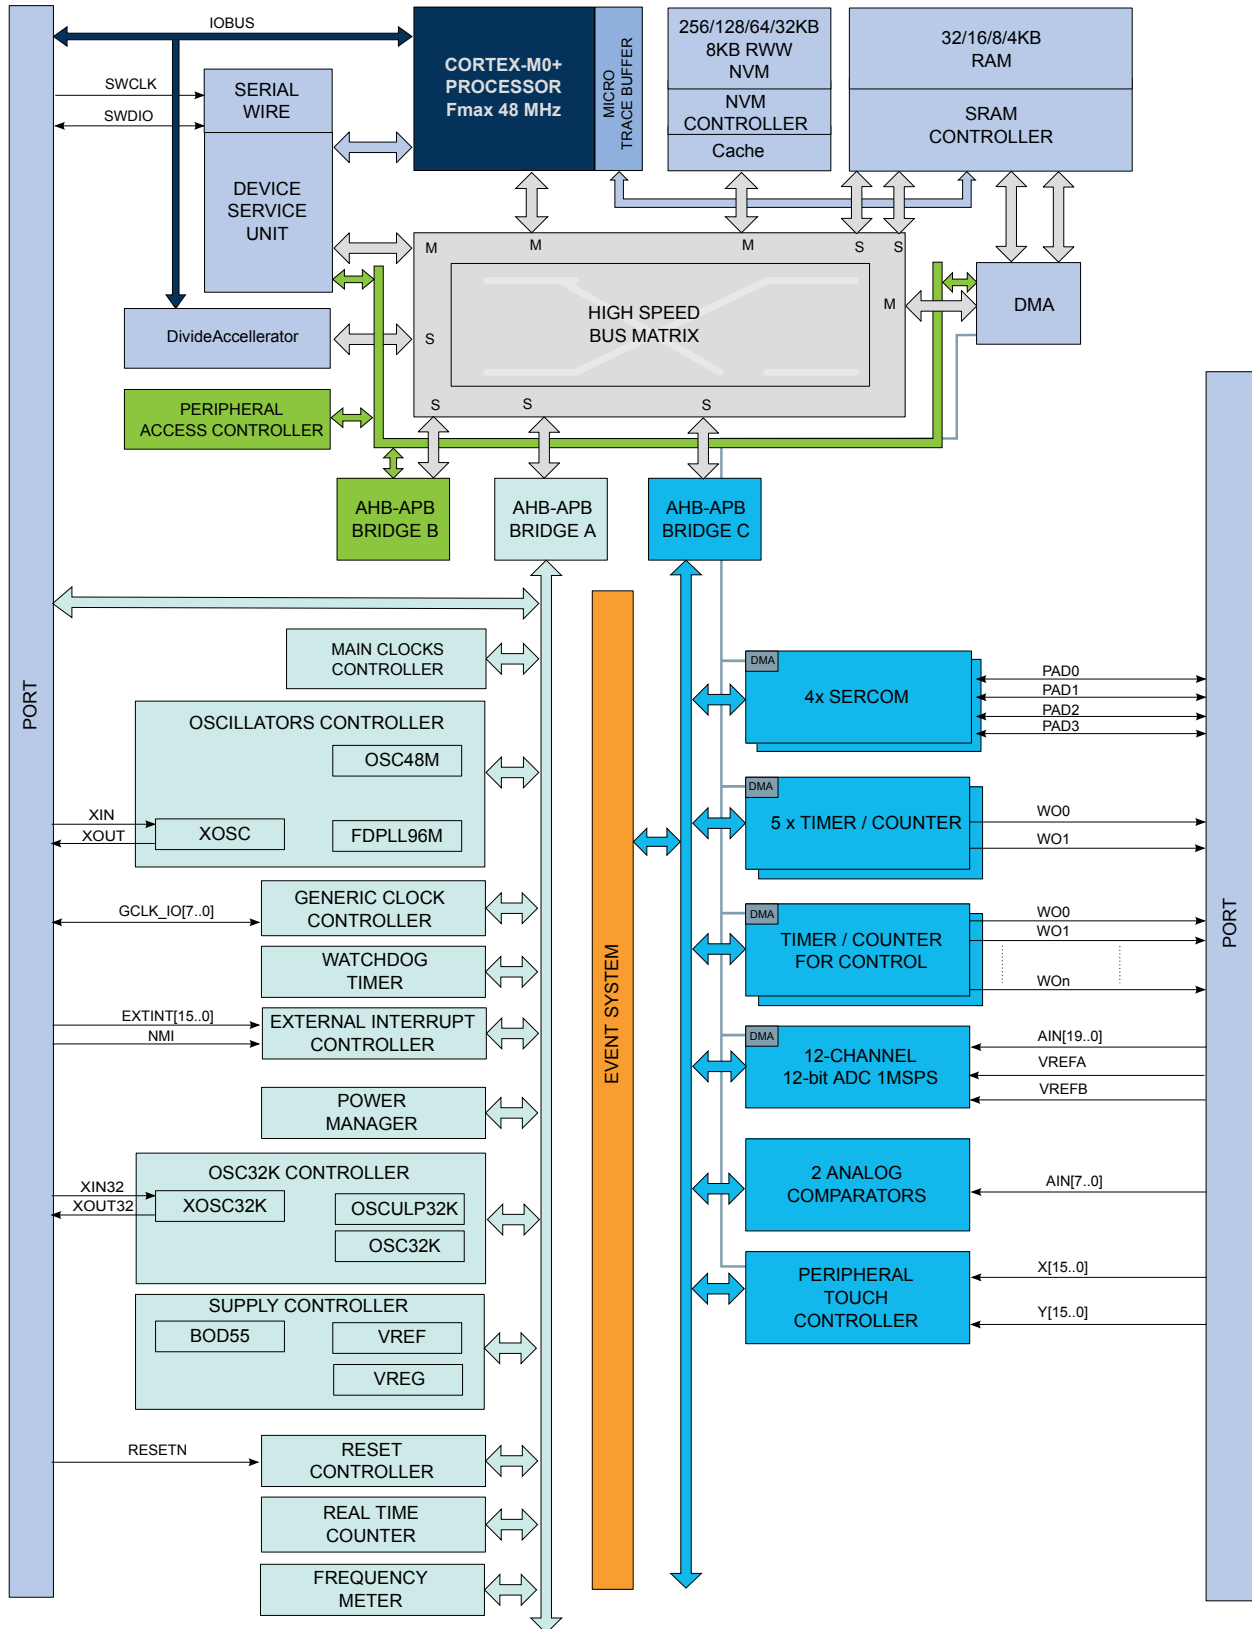 IOBUS
SWCLK
SWDIO
SERIAL
WIRE
DEVICE
SERVICE
UNIT
CORTEX-M0+
PROCESSOR
Fmax 48 MHz
MICRO
TRACE BUFFER
256/128/64/32KB
8KB RWW
NVM
NVM
CONTROLLER
Cache
32/16/8/4KB
RAM
SRAM
CONTROLLER
M
M
M
S
S
M
S
S
S
S
HIGH SPEED
BUS MATRIX
DMA
DivideAccellerator
PERIPHERAL
ACCESS CONTROLLER
AHB-APB
BRIDGE B
AHB-APB
BRIDGE A
AHB-APB
BRIDGE C
PORT
MAIN CLOCKS
CONTROLLER
OSCILLATORS CONTROLLER
OSC48M
XOSC
FDPLL96M
XIN
XOUT
GCLK_IO[7..0]
GENERIC CLOCK
CONTROLLER
WATCHDOG
TIMER
EXTINT[15..0]
NMI
EXTERNAL INTERRUPT
CONTROLLER
POWER
MANAGER
OSC32K CONTROLLER
XIN32
XOUT32
XOSC32K
OSCULP32K
OSC32K
SUPPLY CONTROLLER
BOD55
VREF
VREG
RESETN
RESET
CONTROLLER
REAL TIME
COUNTER
FREQUENCY
METER
EVENT SYSTEM
DMA
4x SERCOM
PAD0
PAD1
PAD2
PAD3
DMA
5 x TIMER / COUNTER
WO0
WO1
DMA
TIMER / COUNTER
FOR CONTROL
WO0
WO1
WOn
DMA
12-CHANNEL
12-bit ADC 1MSPS
AIN[19..0]
VREFA
VREFB
2 ANALOG
COMPARATORS
AIN[7..0]
PERIPHERAL
TOUCH
CONTROLLER
X[15..0]
Y[15..0]
PORT